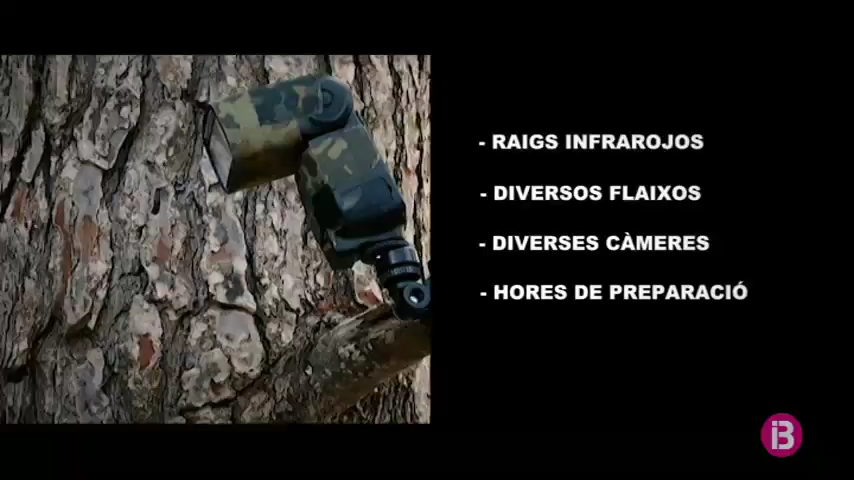 - RAIGS INFRAROJOS
- DIVERSOS FLAIXOS
- DIVERSES CÀMERES
- HORES DE PREPARACIÓ
iB